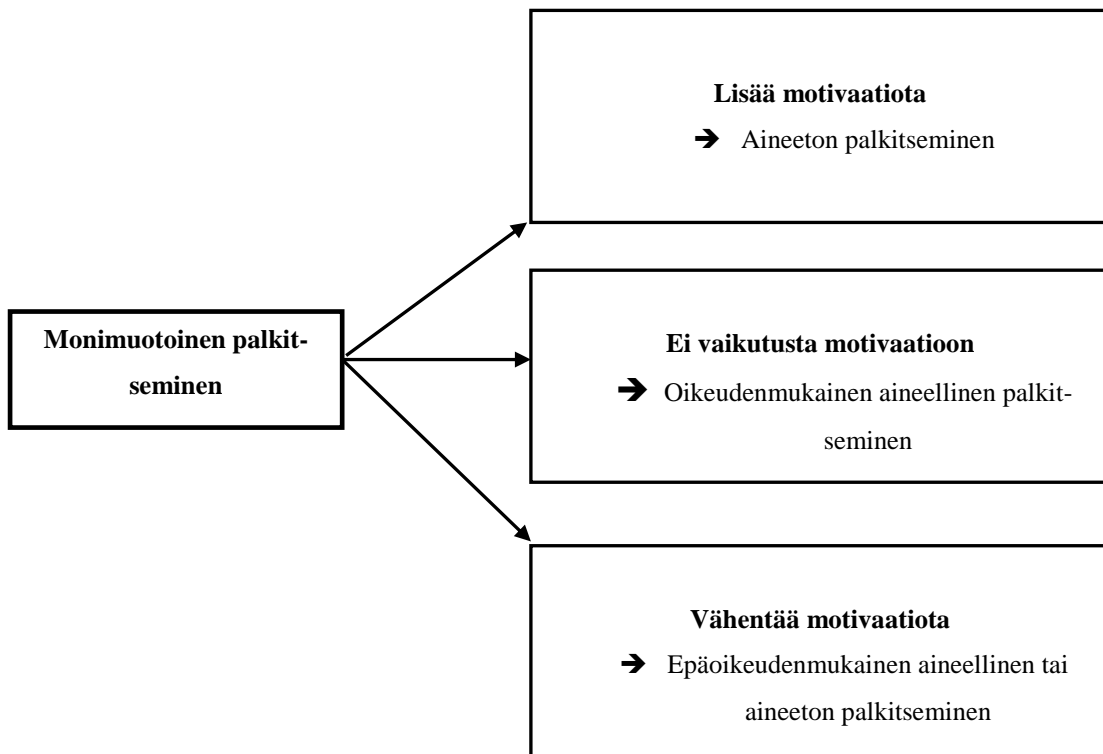 Lisää motivaatiota
➔ Aineeton palkitseminen
Monimuotoinen palkit-
seminen
Ei vaikutusta motivaatioon
➔ Oikeudenmukainen aineellinen palkit-
seminen
Vähentää motivaatiota
➔ Epäoikeudenmukainen aineellinen tai
aineeton palkitseminen